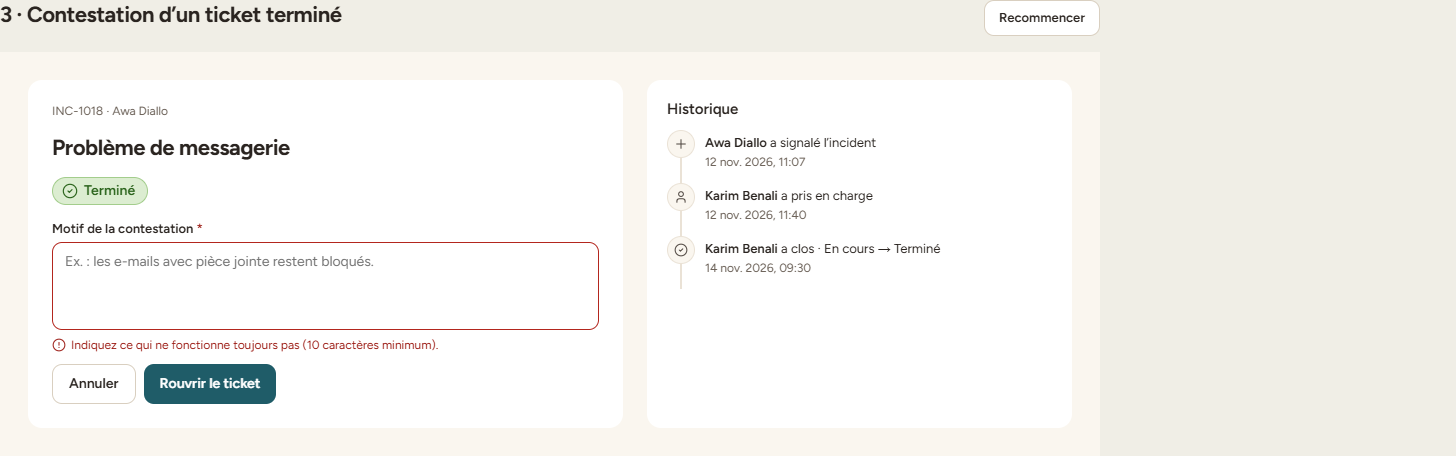 3 · Contestation d’un ticket terminé
Recommencer
INC-1018 · Awa Diallo
Problème de messagerie
Terminé
Motif de la contestation *
Ex. : les e-mails avec pièce jointe restent bloqués.
Indiquez ce qui ne fonctionne toujours pas (10 caractères minimum).
Annuler
Rouvrir le ticket
Historique
Awa Diallo a signalé l’incident
12 nov. 2026, 11:07
Karim Benali a pris en charge
12 nov. 2026, 11:40
Karim Benali a clos · En cours → Terminé
14 nov. 2026, 09:30